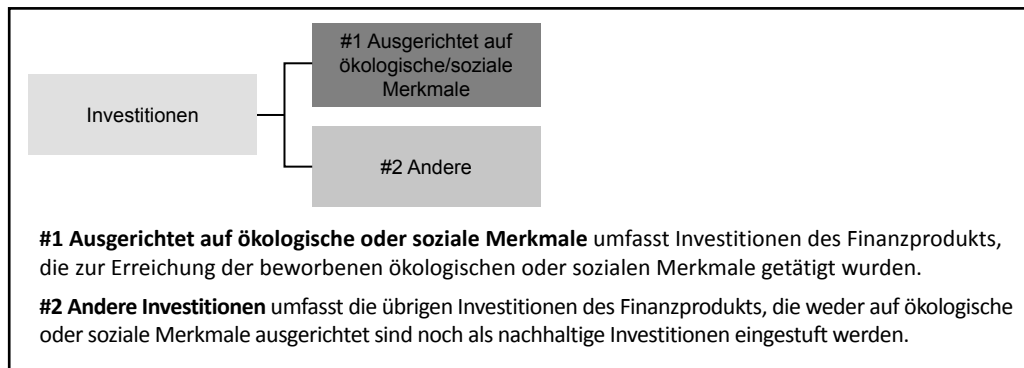 #1 Ausgerichtet auf
ökologische/soziale
Merkmale
Investitionen
#2 Andere
#1 Ausgerichtet auf ökologische oder soziale Merkmale umfasst Investitionen des Finanzprodukts,
die zur Erreichung der beworbenen ökologischen oder sozialen Merkmale getätigt wurden.
#2 Andere Investitionen umfasst die übrigen Investitionen des Finanzprodukts, die weder auf ökologische
oder soziale Merkmale ausgerichtet sind noch als nachhaltige Investitionen eingestuft werden.